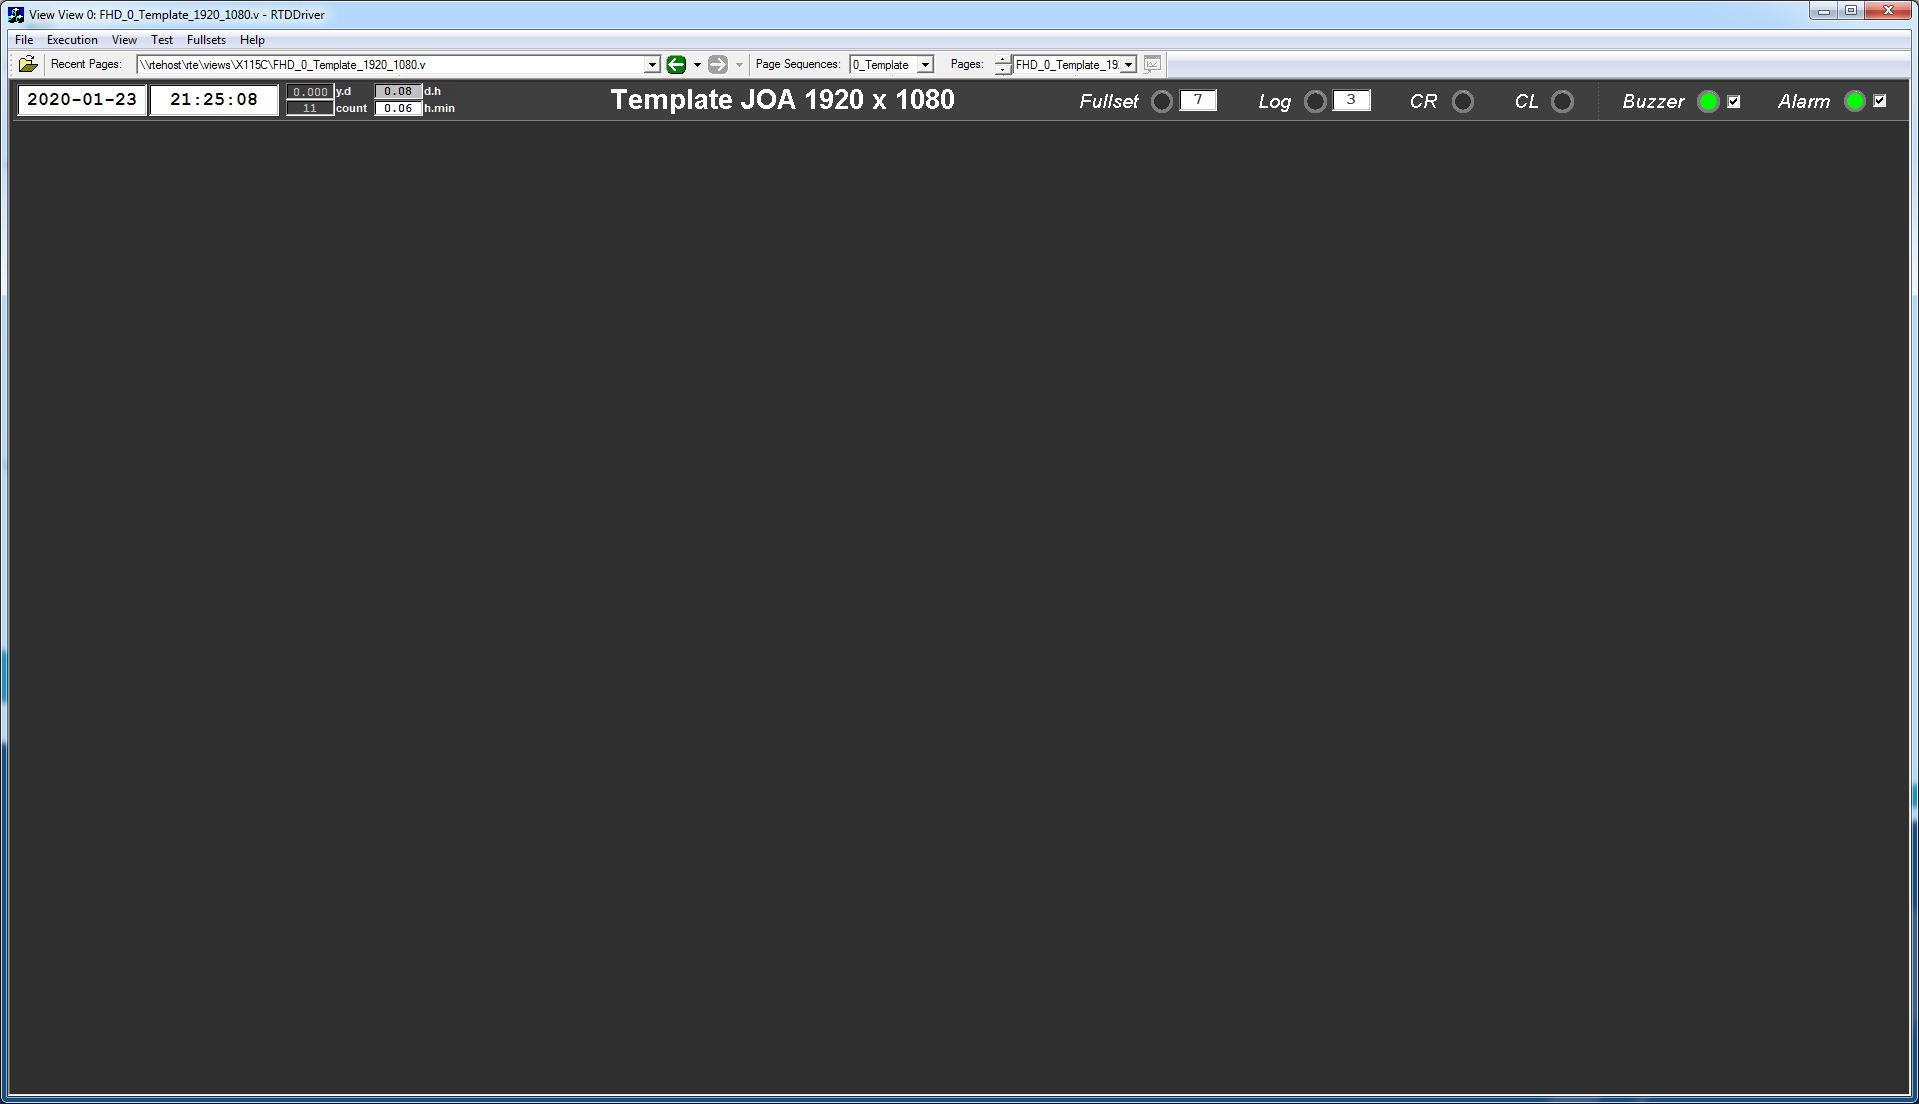 View View 0: FHD_0_Template_1920_1080.v - RTDDriver
File Execution View Test Fullsets Help
Recent Pages: \\rtehost\rte\views\X115C\FHD_0_Template_1920_1080.v Page Sequences: 0_Template Pages: FHD_0_Template_19
2020-01-23 21:25:08 0.000 y.d 0.08 d.h Template JOA 1920 x 1080 Fullset 7 Log 3 CR CL Buzzer Alarm
11 count 0.06 h.min